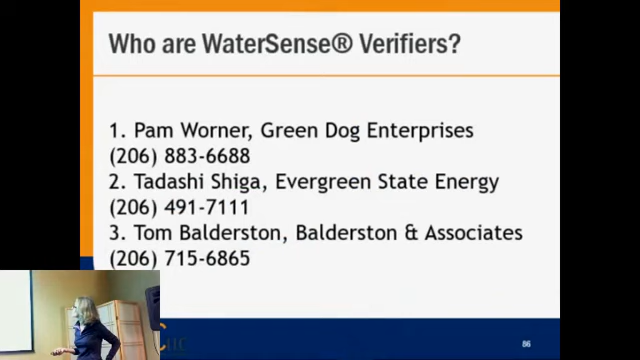 Who are WaterSense® Verifiers?
1. Pam Worner, Green Dog Enterprises
(206) 883-6688
2. Tadashi Shiga, Evergreen State Energy
(206) 491-7111
3. Tom Balderston, Balderston & Associates
(206) 715-6865
86